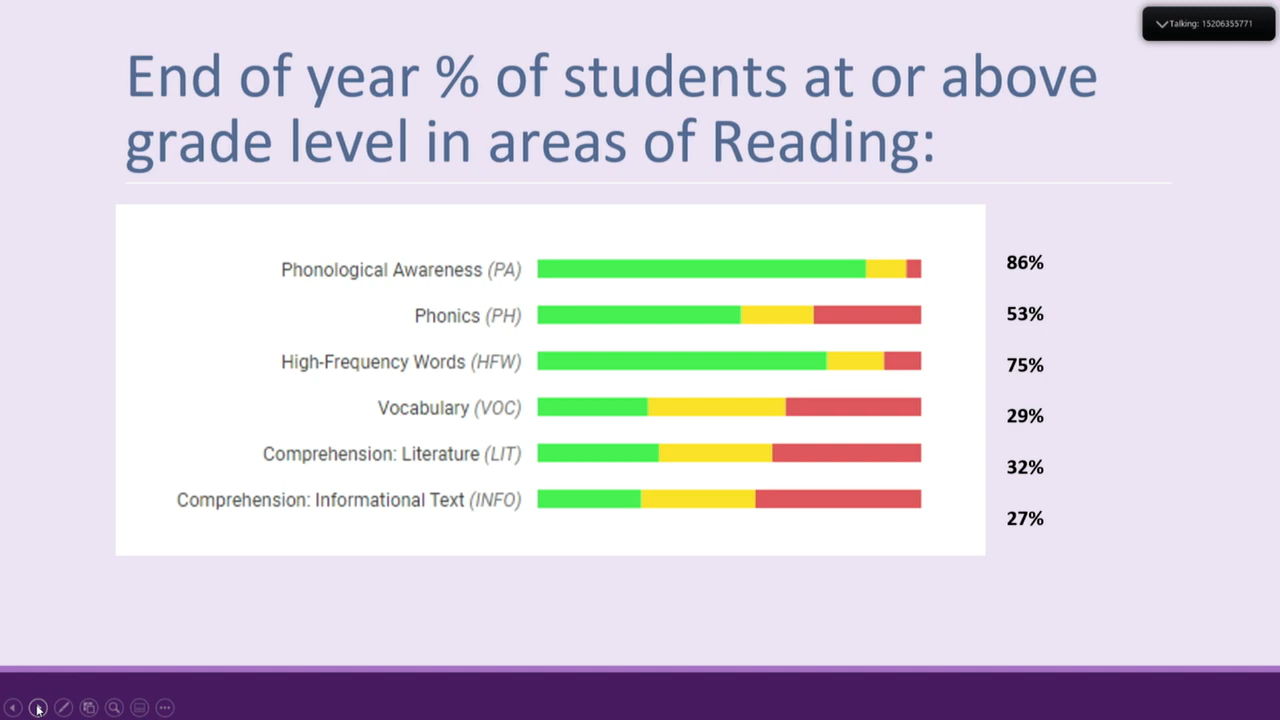 Talking: 15206355771
End of year % of students at or above
grade level in areas of Reading:
Phonological Awareness (PA) 86%
Phonics (PH) 53%
High-Frequency Words (HFW) 75%
Vocabulary (VOC) 29%
Comprehension: Literature (LIT) 32%
Comprehension: Informational Text (INFO) 27%